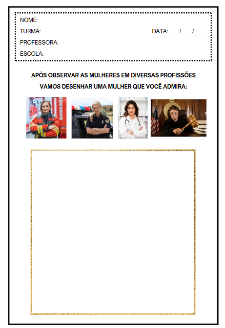 NOME:
TURMA: DATA: / /
PROFESSORA:
ESCOLA:
APÓS OBSERVAR AS MULHERES EM DIVERSAS PROFISSÕES
VAMOS DESENHAR UMA MULHER QUE VOCÊ ADMIRA: